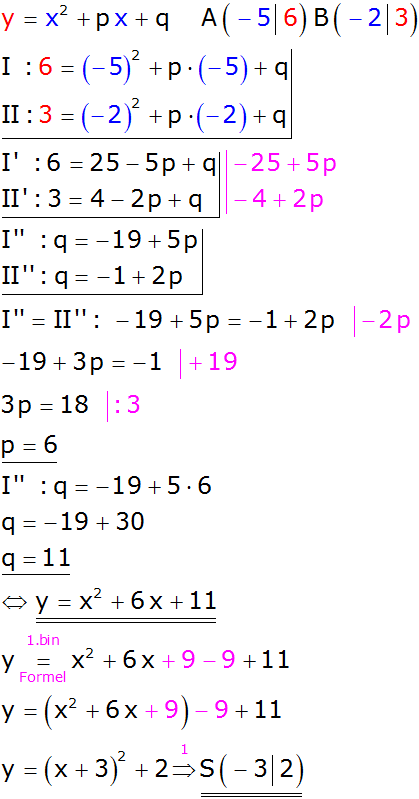 y = x² + px + q A(−5|6) B(−2|3)
I : 6 = (−5)² + p·(−5) + q
II : 3 = (−2)² + p·(−2) + q
I' : 6 = 25 − 5p + q |−25 + 5p
II' : 3 = 4 − 2p + q |−4 + 2p
I" : q = −19 + 5p
II" : q = −1 + 2p
I" = II" : −19 + 5p = −1 + 2p |−2p
−19 + 3p = −1 |+19
3p = 18 |:3
p = 6
I" : q = −19 + 5·6
q = −19 + 30
q = 11
⇔ y = x² + 6x + 11
1.bin
y = x² + 6x + 9 − 9 + 11
Formel
y = (x² + 6x + 9) − 9 + 11
1
y = (x + 3)² + 2 ⇒ S(−3|2)